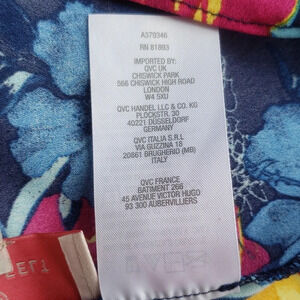 A379346
RN 81893
IMPORTED BY:
QVC UK
CHISWICK PARK
566 CHISWICK HIGH ROAD
LONDON
W4 5XU
QVC HANDEL LLC & CO. KG
PLOCKSTR. 30
40221 DÜSSELDORF
GERMANY
QVC ITALIA S.R.L
VIA GUZZINA 18
20861 BRUGHERIO (MB)
ITALY
QVC FRANCE
BATIMENT 266
45 AVENUE VICTOR HUGO
93 300 AUBERVILLIERS